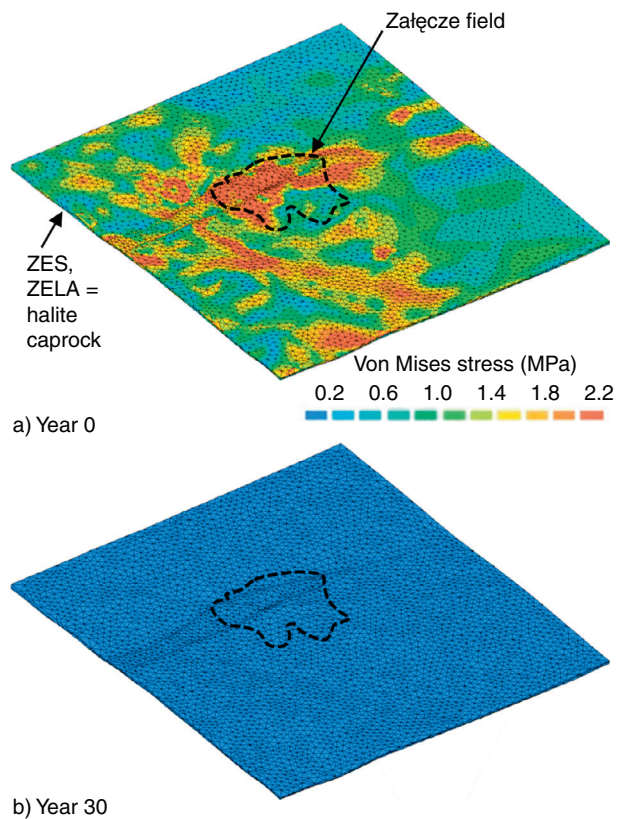 Załęcze field
ZES,
ZELA =
halite
caprock
Von Mises stress (MPa)
0.2 0.6 1.0 1.4 1.8 2.2
a) Year 0
b) Year 30